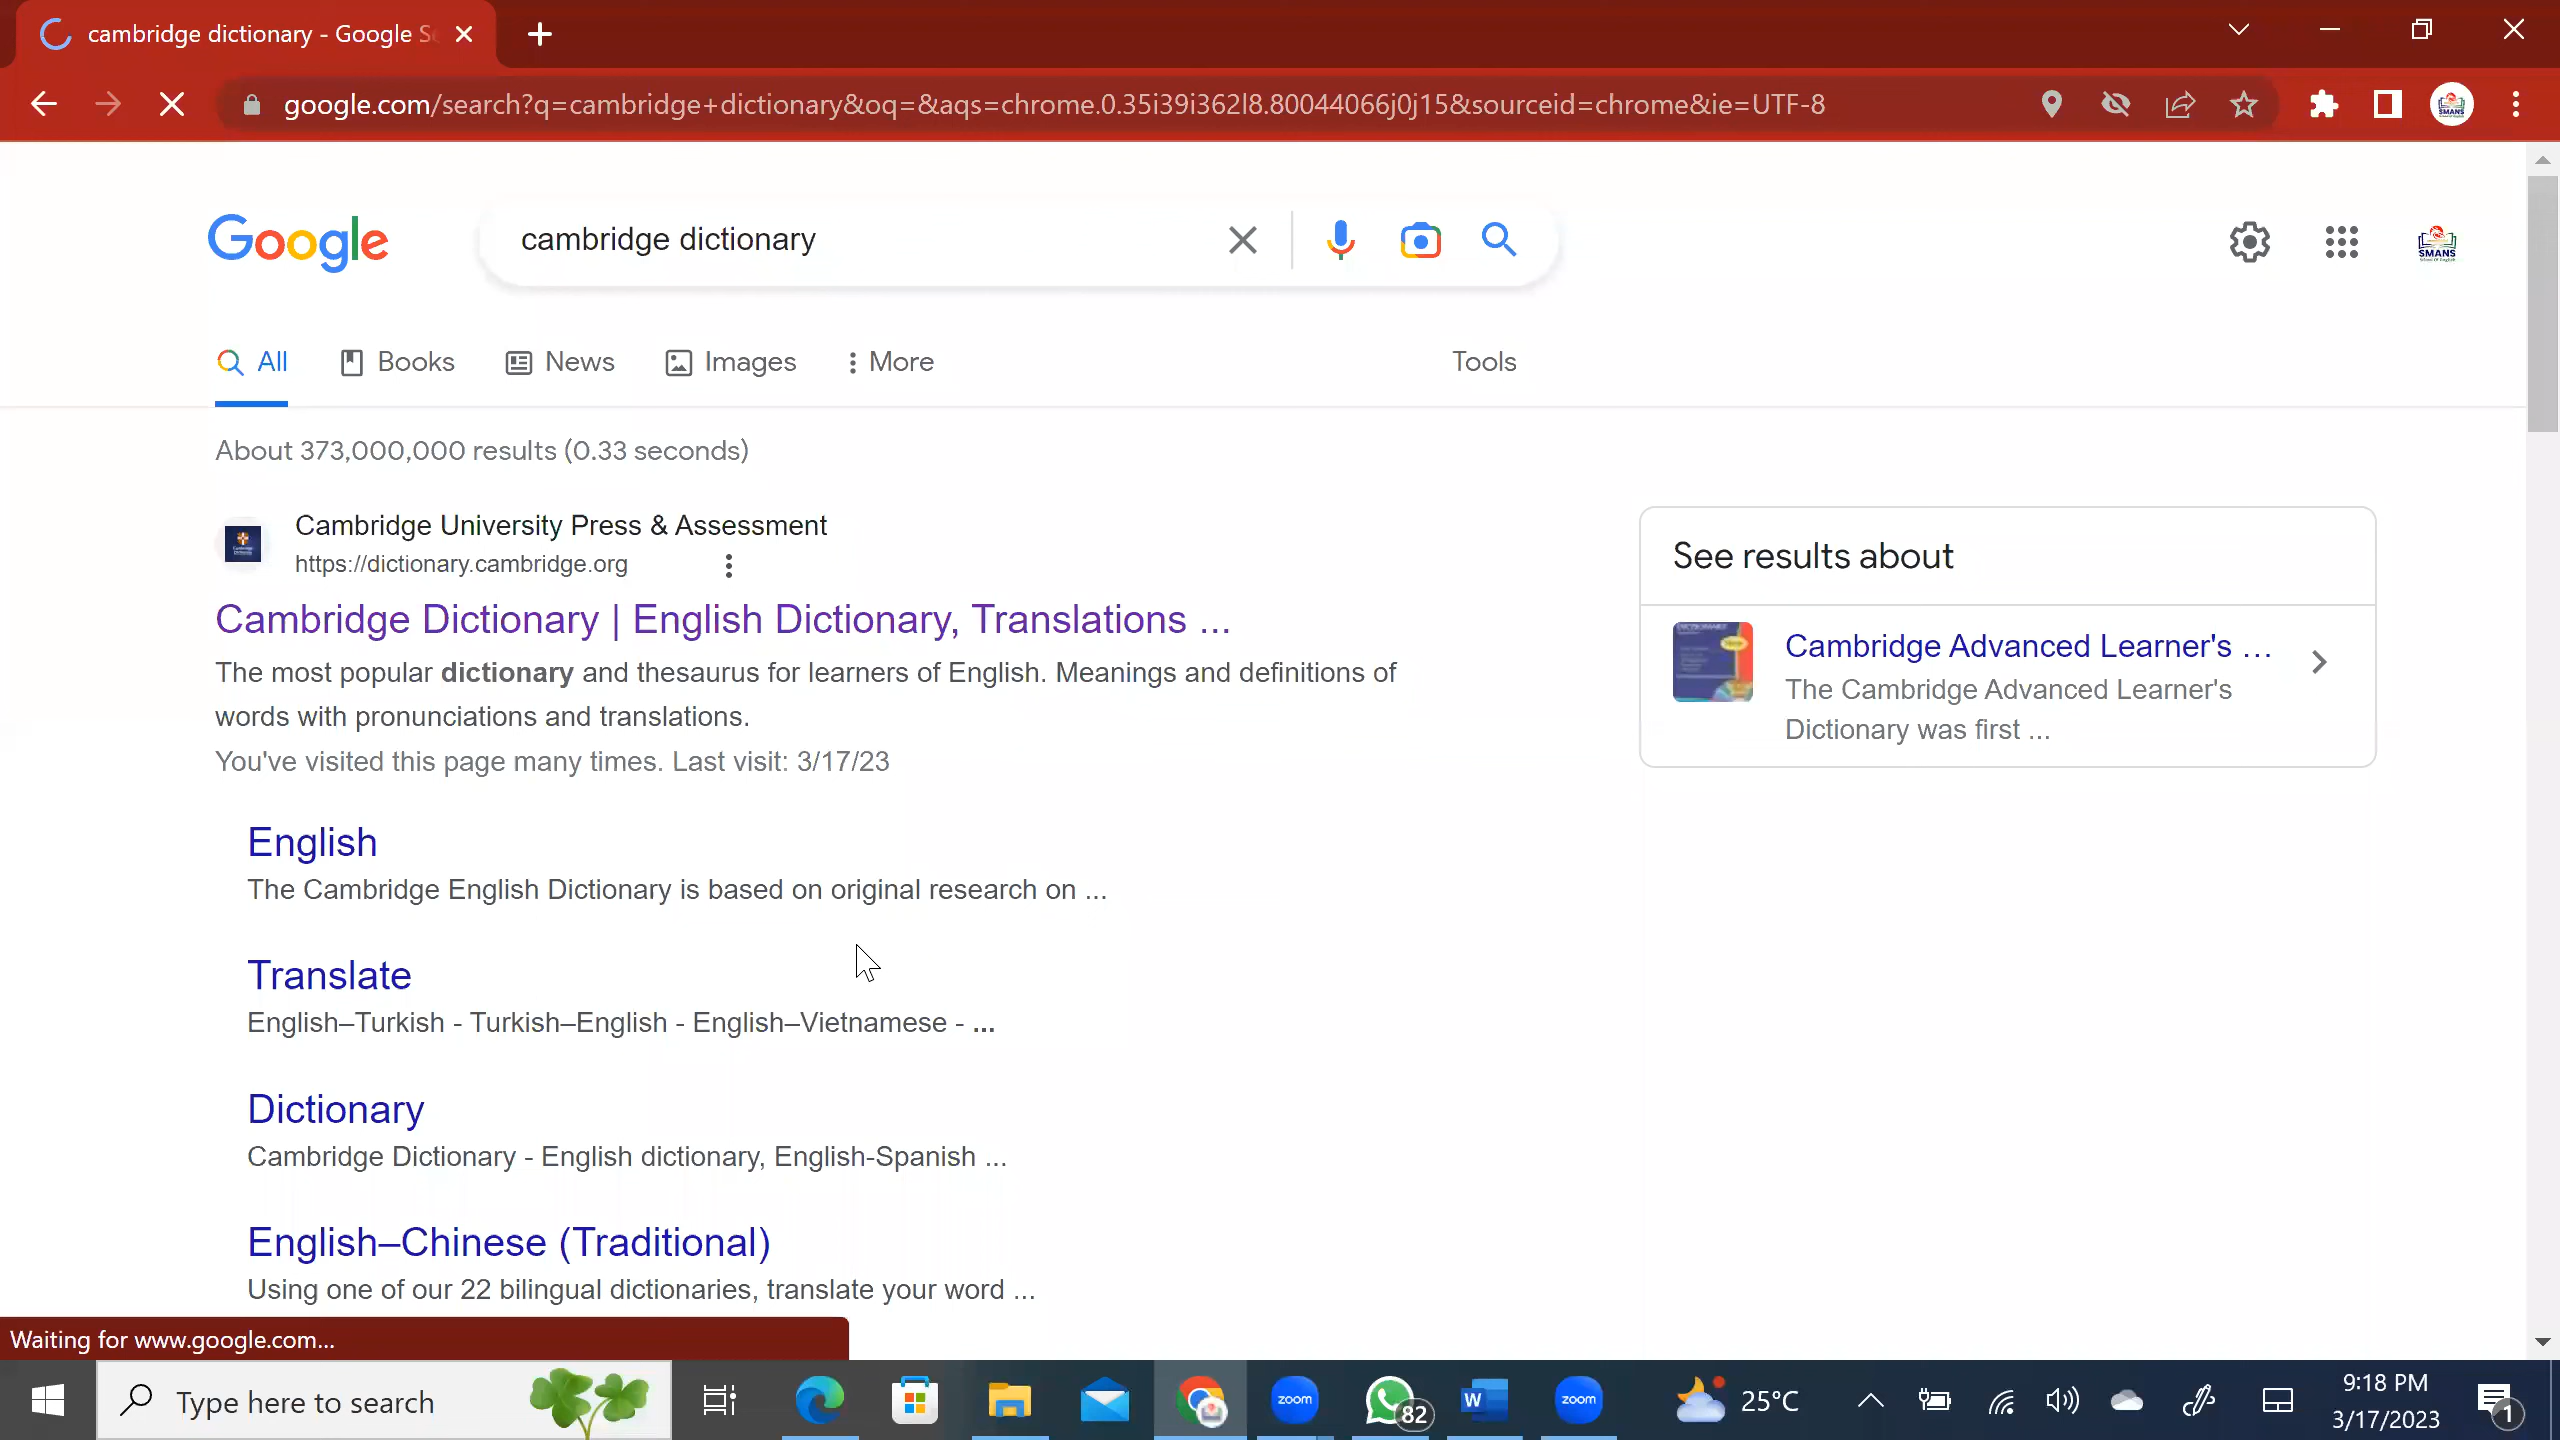 cambridge dictionary - Google S
google.com/search?q=cambridge+dictionary&oq=&aqs=chrome.0.35i39i362l8.80044066j0j15&sourceid=chrome&ie=UTF-8
Google
cambridge dictionary
SMANS
All
Books
News
Images
More
Tools
About 373,000,000 results (0.33 seconds)
Cambridge University Press & Assessment
https://dictionary.cambridge.org
Cambridge Dictionary | English Dictionary, Translations ...
The most popular dictionary and thesaurus for learners of English. Meanings and definitions of
words with pronunciations and translations.
You've visited this page many times. Last visit: 3/17/23
See results about
Cambridge Advanced Learner's ...
The Cambridge Advanced Learner's
Dictionary was first ...
English
The Cambridge English Dictionary is based on original research on ...
Translate
English–Turkish - Turkish–English - English–Vietnamese - ...
Dictionary
Cambridge Dictionary - English dictionary, English-Spanish ...
English–Chinese (Traditional)
Using one of our 22 bilingual dictionaries, translate your word ...
Waiting for www.google.com...
Type here to search
zoom
82
W
zoom
25°C
9:18 PM
3/17/2023
1